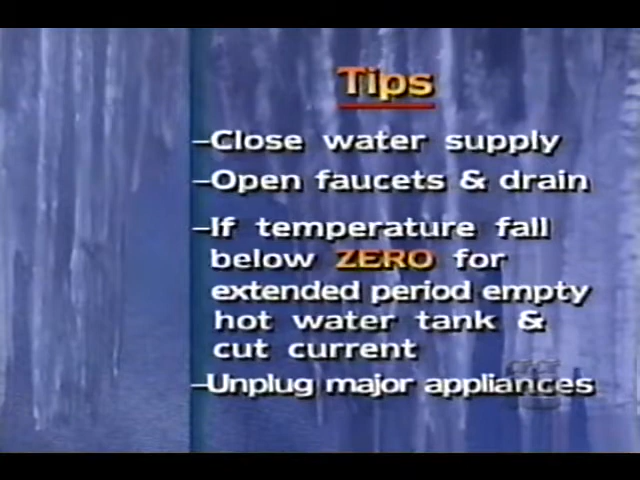 Tips
–Close water supply
–Open faucets & drain
–If temperature fall
below ZERO for
extended period empty
hot water tank &
cut current
–Unplug major appliances